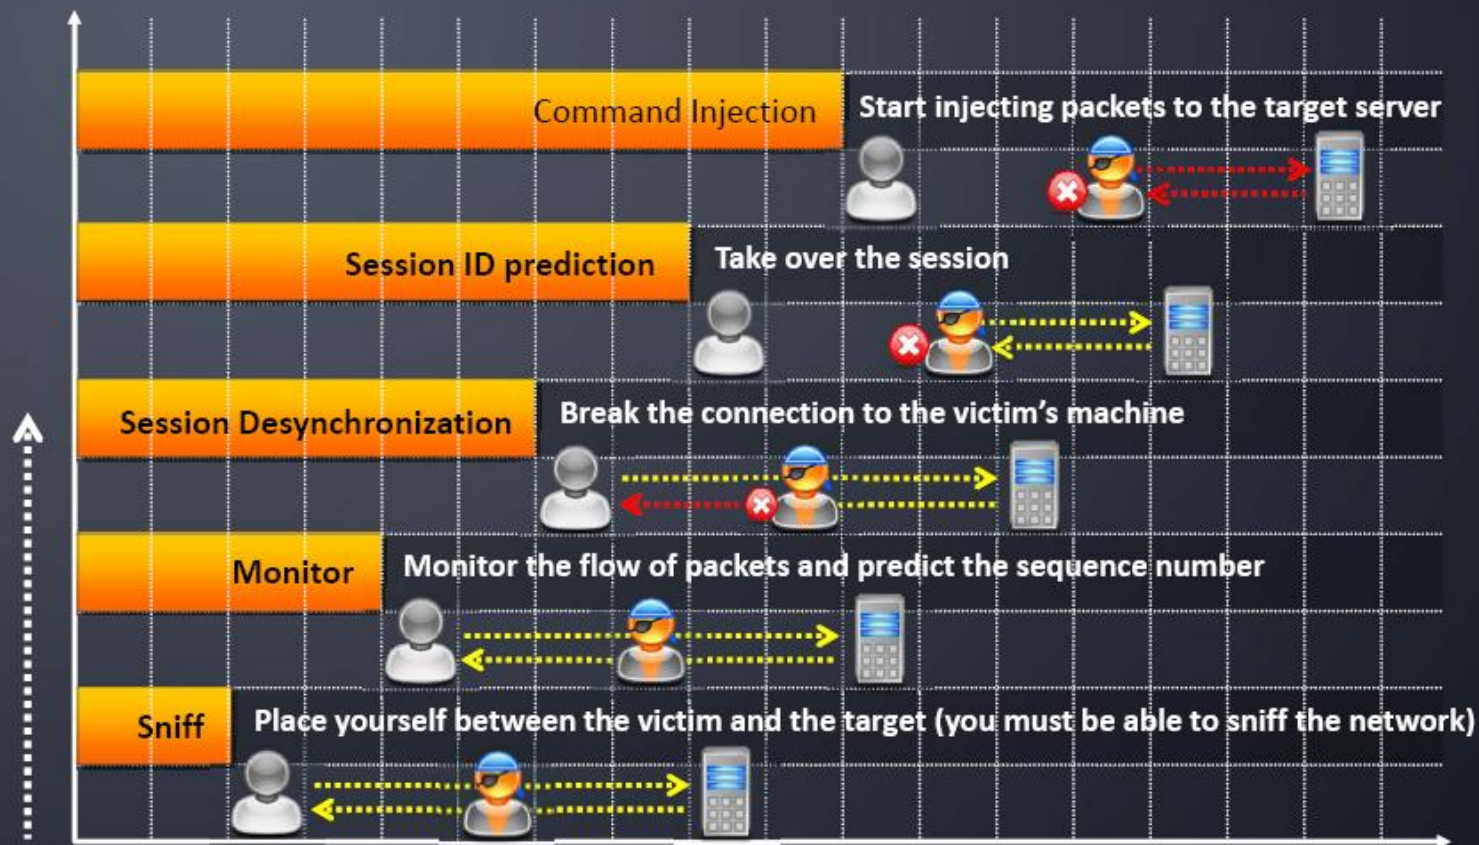 Command Injection
Start injecting packets to the target server
Session ID prediction
Take over the session
Session Desynchronization
Break the connection to the victim's machine
Monitor
Monitor the flow of packets and predict the sequence number
Sniff
Place yourself between the victim and the target (you must be able to sniff the network)